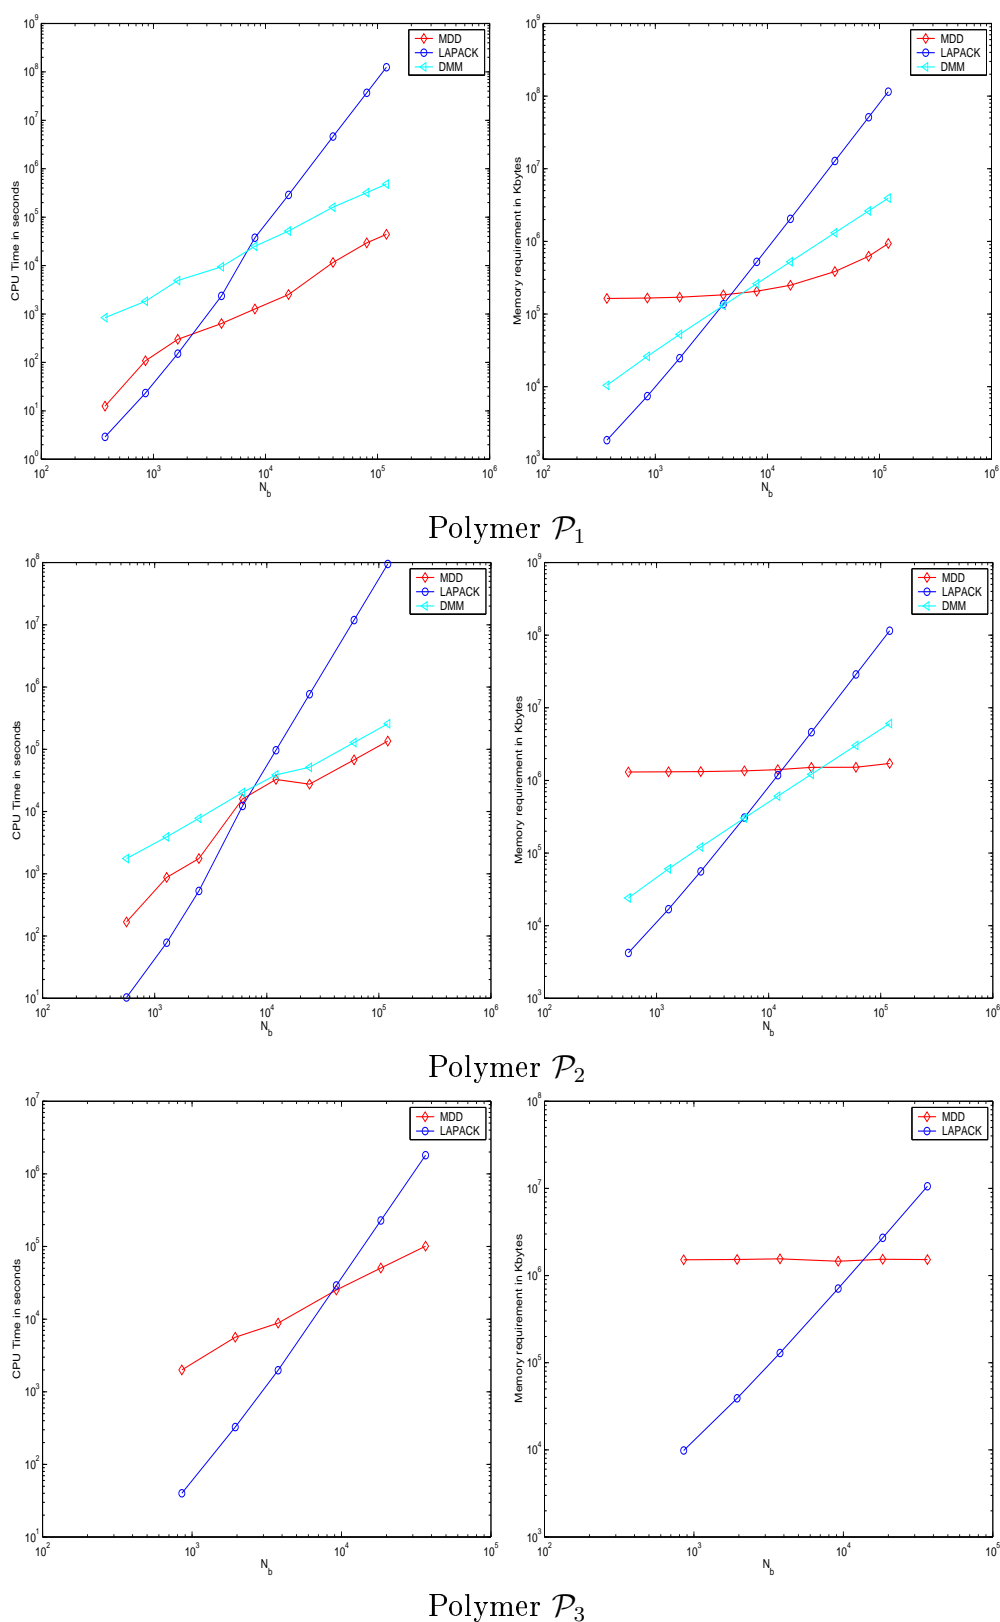 10^9
10^8
10^7
10^6
10^5
10^4
10^3
10^2
10^1
10^0
CPU Time in seconds
MDD
LAPACK
DMM
10^2 10^3 10^4 10^5 10^6
N_b
10^9
10^8
10^7
10^6
10^5
10^4
10^3
Memory requirement in Kbytes
MDD
LAPACK
DMM
10^2 10^3 10^4 10^5 10^6
N_b
Polymer 𝒫_1
10^8
10^7
10^6
10^5
10^4
10^3
10^2
10^1
CPU Time in seconds
MDD
LAPACK
DMM
10^2 10^3 10^4 10^5 10^6
N_b
10^9
10^8
10^7
10^6
10^5
10^4
10^3
Memory requirement in Kbytes
MDD
LAPACK
DMM
10^2 10^3 10^4 10^5 10^6
N_b
Polymer 𝒫_2
10^7
10^6
10^5
10^4
10^3
10^2
10^1
CPU Time in seconds
MDD
LAPACK
10^2 10^3 10^4 10^5
N_b
10^8
10^7
10^6
10^5
10^4
10^3
Memory requirement in Kbytes
MDD
LAPACK
10^2 10^3 10^4 10^5
N_b
Polymer 𝒫_3